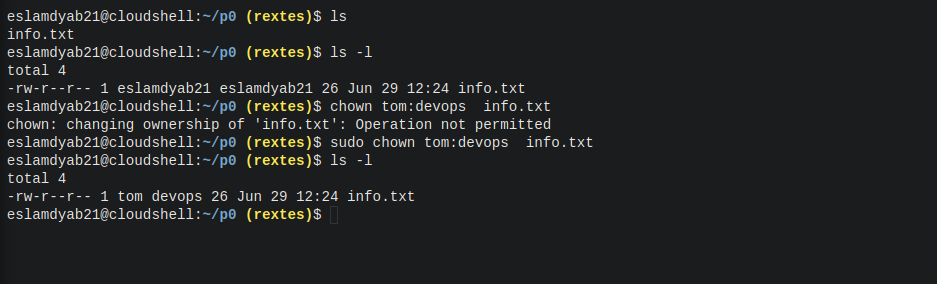 eslamdyab21@cloudshell:~/p0 (rextes)$ ls
info.txt
eslamdyab21@cloudshell:~/p0 (rextes)$ ls -l
total 4
-rw-r--r-- 1 eslamdyab21 eslamdyab21 26 Jun 29 12:24 info.txt
eslamdyab21@cloudshell:~/p0 (rextes)$ chown tom:devops  info.txt
chown: changing ownership of 'info.txt': Operation not permitted
eslamdyab21@cloudshell:~/p0 (rextes)$ sudo chown tom:devops  info.txt
eslamdyab21@cloudshell:~/p0 (rextes)$ ls -l
total 4
-rw-r--r-- 1 tom devops 26 Jun 29 12:24 info.txt
eslamdyab21@cloudshell:~/p0 (rextes)$